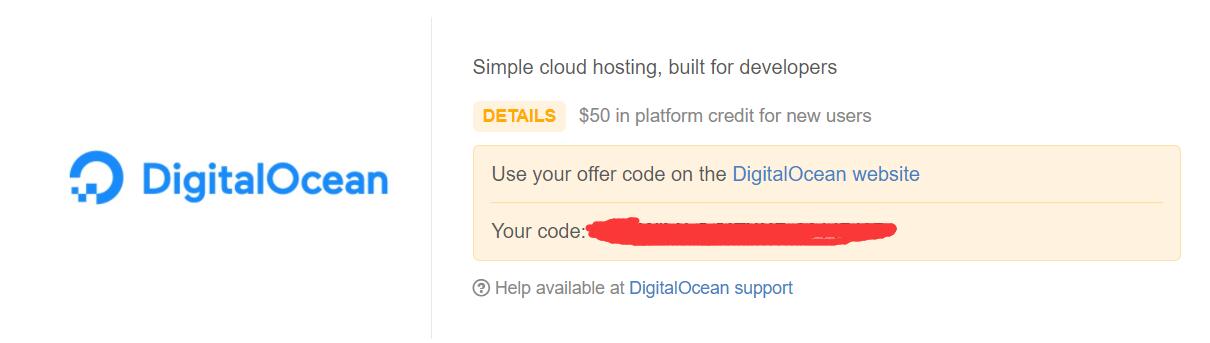 DigitalOcean
Simple cloud hosting, built for developers
DETAILS $50 in platform credit for new users
Use your offer code on the DigitalOcean website
Your code:
Help available at DigitalOcean support